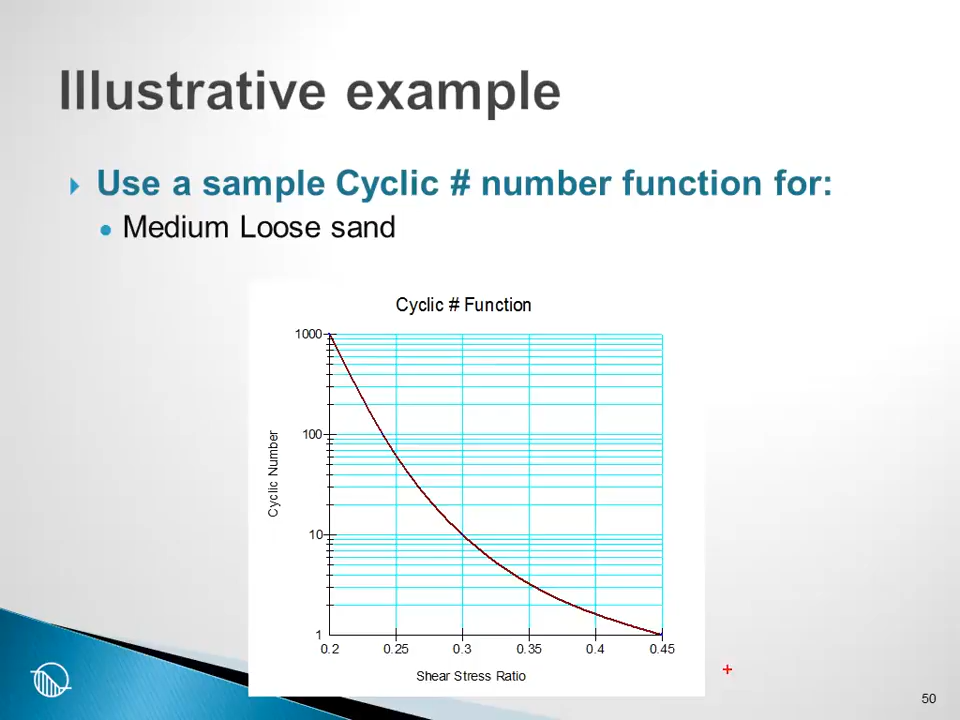 Illustrative example
Use a sample Cyclic # number function for:
Medium Loose sand
Cyclic # Function
1000
100
10
1
Cyclic Number
0.2 0.25 0.3 0.35 0.4 0.45
Shear Stress Ratio
50